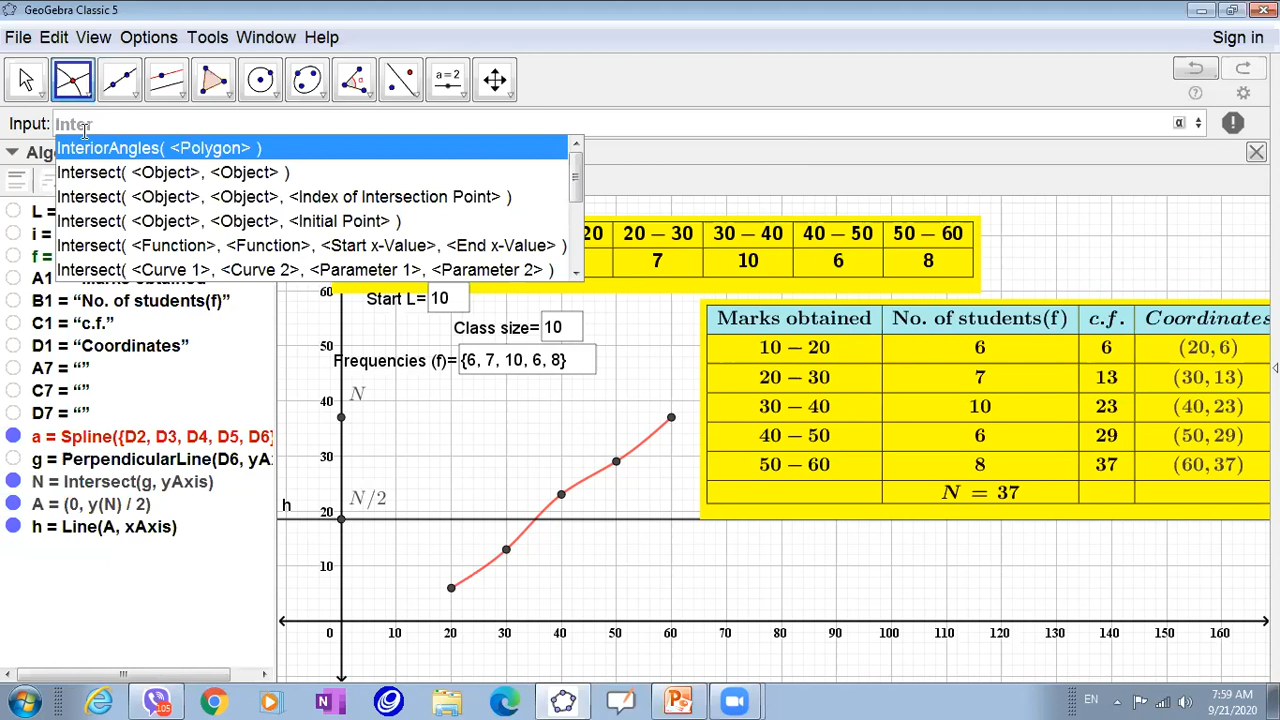 GeoGebra Classic 5
File Edit View Options Tools Window Help
Sign in
a = 2
Input: Inter
α
InteriorAngles( <Polygon> )
Intersect( <Object>, <Object> )
Intersect( <Object>, <Object>, <Index of Intersection Point> )
Intersect( <Object>, <Object>, <Initial Point> )
Intersect( <Function>, <Function>, <Start x-Value>, <End x-Value> )
Intersect( <Curve 1>, <Curve 2>, <Parameter 1>, <Parameter 2> )
L =
i =
f =
B1 = “No. of students(f)”
C1 = “c.f.”
D1 = “Coordinates”
A7 = “”
C7 = “”
D7 = “”
a = Spline({D2, D3, D4, D5, D6}
g = PerpendicularLine(D6, yAx
N = Intersect(g, yAxis)
A = (0, y(N) / 2)
h = Line(A, xAxis)
20 20 – 30 30 – 40 40 – 50 50 – 60
7 10 6 8
Start L= 10
Class size= 10
Frequencies (f)= {6, 7, 10, 6, 8}
N
N/2
h
60
50
40
30
20
10
0 10 20 30 40 50 60 70 80 90 100 110 120 130 140 150 160
Marks obtained No. of students(f) c.f. Coordinates
10 – 20 6 6 (20, 6)
20 – 30 7 13 (30, 13)
30 – 40 10 23 (40, 23)
40 – 50 6 29 (50, 29)
50 – 60 8 37 (60, 37)
N = 37
EN
7:59 AM
9/21/2020